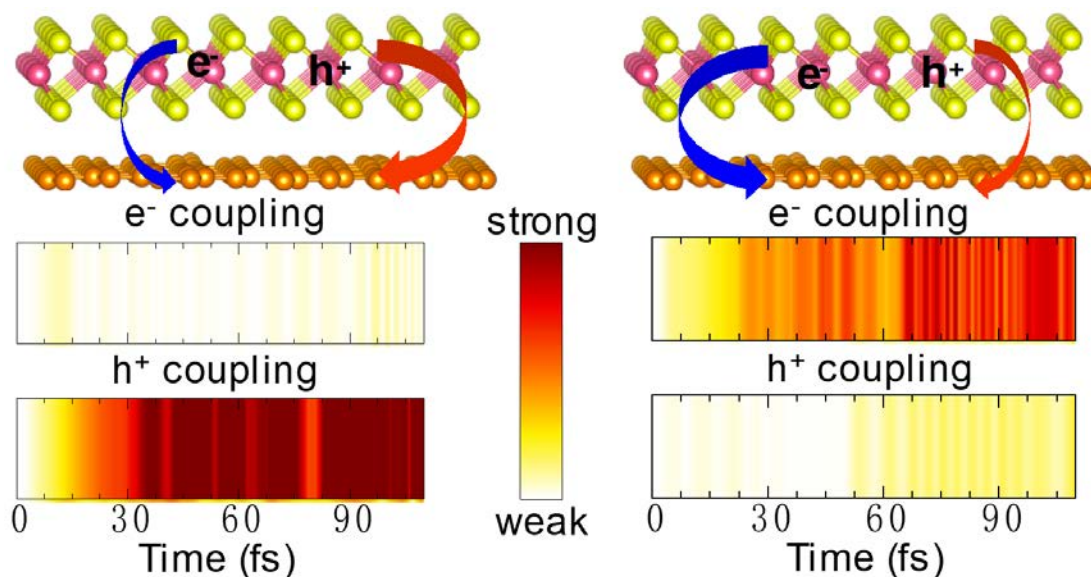 e⁻ h⁺
e⁻ h⁺
e⁻ coupling
strong
e⁻ coupling
h⁺ coupling
h⁺ coupling
weak
0 30 60 90
Time (fs)
0 30 60 90
Time (fs)